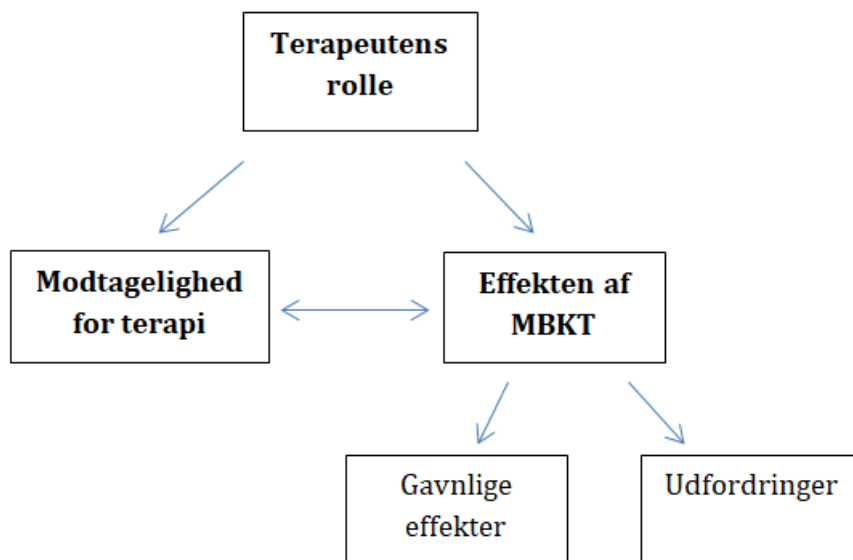 Terapeutens
rolle
Modtagelighed
for terapi
Effekten af
MBKT
Gavnlige
effekter
Udfordringer